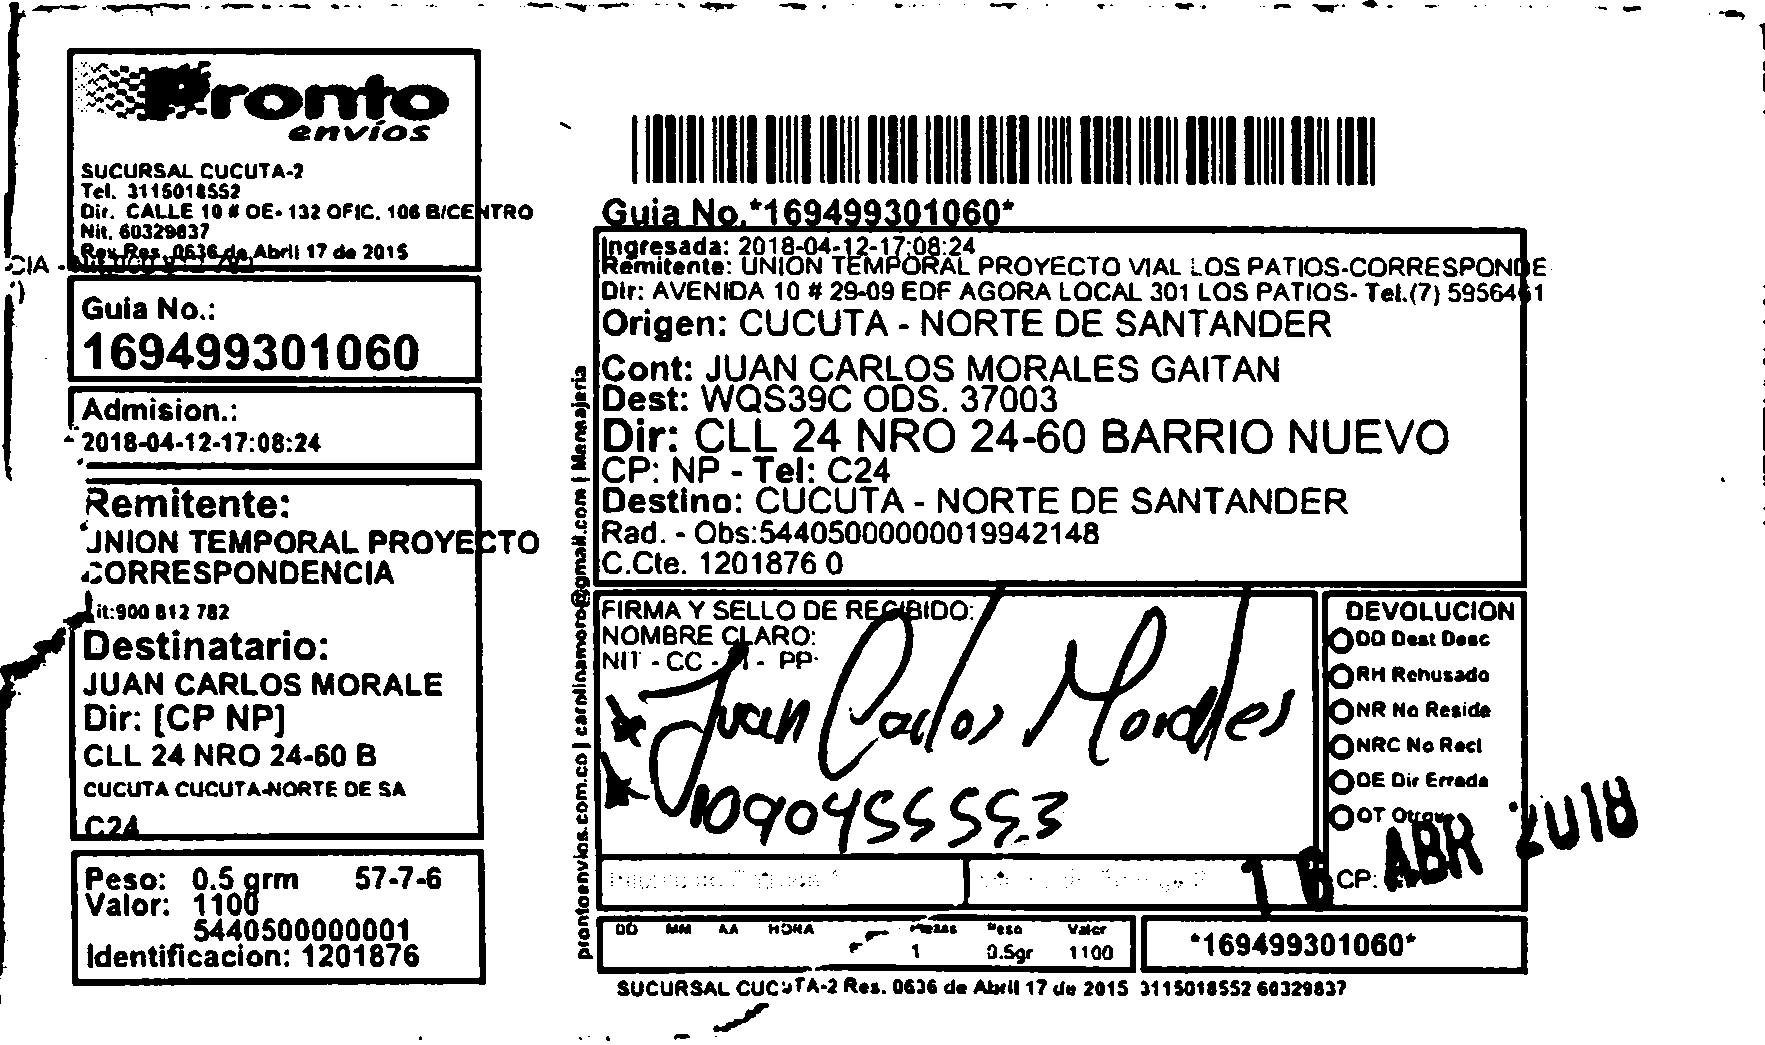 Pronto
envíos
SUCURSAL CUCUTA-2
Tel. 3115018552
Dir. CALLE 10 # OE- 132 OFIC. 106 B/CENTRO
Nit. 60329837
Rev.Res. 0636 de Abril 17 de 2015
CIA -
Guia No.:
169499301060
Admision.:
2018-04-12-17:08:24
Remitente:
UNION TEMPORAL PROYECTO
CORRESPONDENCIA
it:900 812 782
Destinatario:
JUAN CARLOS MORALE
Dir: [CP NP]
CLL 24 NRO 24-60 B
CUCUTA CUCUTA-NORTE DE SA
C24
Peso: 0.5 grm 57-7-6
Valor: 1100
5440500000001
Identificacion: 1201876
prontoenvios.com.co | carolinamoro@gmail.com | Mensajeria
Guia No.*169499301060*
Ingresada: 2018-04-12-17:08:24
Remitente: UNION TEMPORAL PROYECTO VIAL LOS PATIOS-CORRESPONDE
Dir: AVENIDA 10 # 29-09 EDF AGORA LOCAL 301 LOS PATIOS- Tel.(7) 5956461
Origen: CUCUTA - NORTE DE SANTANDER
Cont: JUAN CARLOS MORALES GAITAN
Dest: WQS39C ODS. 37003
Dir: CLL 24 NRO 24-60 BARRIO NUEVO
CP: NP - Tel: C24
Destino: CUCUTA - NORTE DE SANTANDER
Rad. - Obs:544050000000019942148
C.Cte. 1201876 0
FIRMA Y SELLO DE RECIBIDO:
NOMBRE CLARO:
NIT - CC - TI - PP-
Juan Carlos Morales
1090455553
DEVOLUCION
DD Dest Desc
RH Rehusado
NR No Reside
NRC No Recl
DE Dir Errada
OT Otros
CP:
16 ABR 2018
DD MM AA HORA Piezas Peso Valor
1 0.5gr 1100
*169499301060*
SUCURSAL CUCUTA-2 Res. 0636 de Abril 17 de 2015 3115018552 60329837